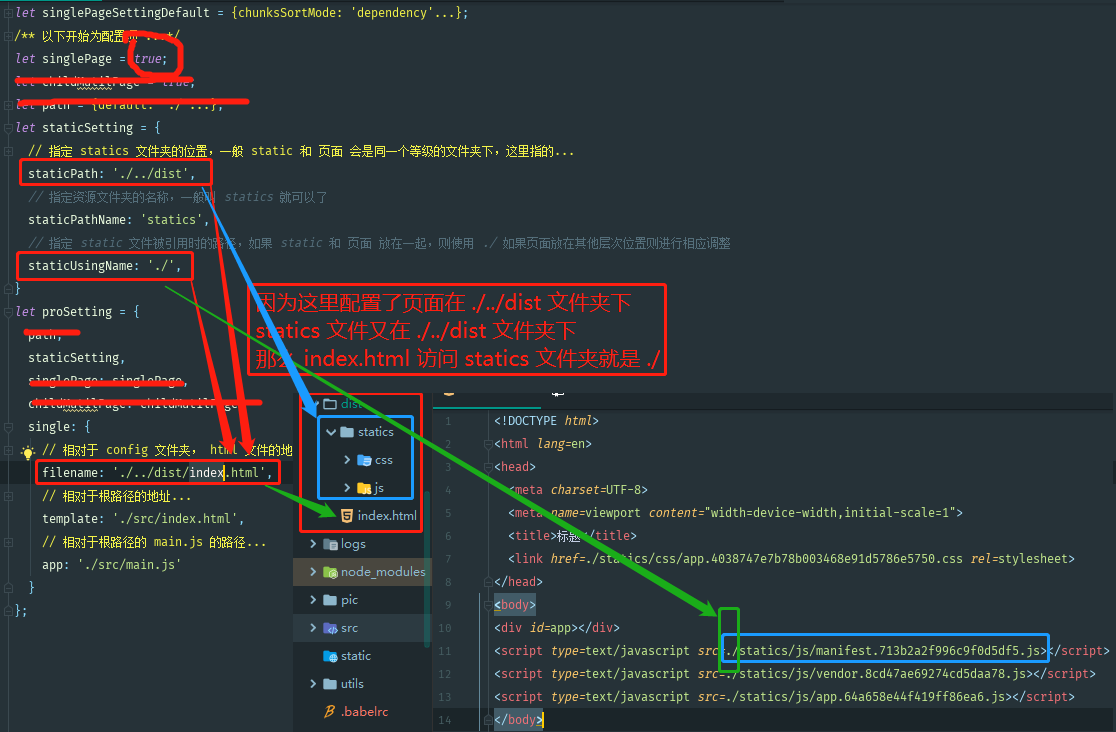 let singlePageSettingDefault = {chunksSortMode: 'dependency'...};
/** 以下开始为配置 ...*/
let singlePage = true;
let childMutilPage = true;
let path = {default: './'...};
let staticSetting = {
// 指定 statics 文件夹的位置，一般 static 和 页面 会是同一个等级的文件夹下，这里指的...
staticPath: './../dist',
// 指定资源文件夹的名称，一般叫 statics 就可以了
staticPathName: 'statics',
// 指定 static 文件被引用时的路径，如果 static 和 页面 放在一起，则使用 ./ 如果页面放在其他层次位置则进行相应调整
staticUsingName: './',
}
let proSetting = {
path,
staticSetting,
singlePage: singlePage,
childMutilPage: childMutilPage
single: {
// 相对于 config 文件夹， html 文件的地
filename: './../dist/index.html',
// 相对于根路径的地址...
template: './src/index.html',
// 相对于根路径的 main.js 的路径...
app: './src/main.js'
}
};
因为这里配置了页面在 ./../dist 文件夹下
statics 文件又在 ./../dist 文件夹下
那么 index.html 访问 statics 文件夹就是 ./
dist
statics
css
js
index.html
logs
node_modules
pic
src
static
utils
.babelrc
1 <!DOCTYPE html>
2 <html lang=en>
3 <head>
4 <meta charset=UTF-8>
5 <meta name=viewport content="width=device-width,initial-scale=1">
6 <title>标题</title>
7 <link href=./statics/css/app.4038747e7b78b003468e91d5786e5750.css rel=stylesheet>
8 </head>
9 <body>
10 <div id=app></div>
11 <script type=text/javascript src=./statics/js/manifest.713b2a2f996c9f0d5df5.js></script>
12 <script type=text/javascript src=./statics/js/vendor.8cd47ae69274cd5daa78.js></script>
13 <script type=text/javascript src=./statics/js/app.64a658e44f419ff86ea6.js></script>
14 </body>